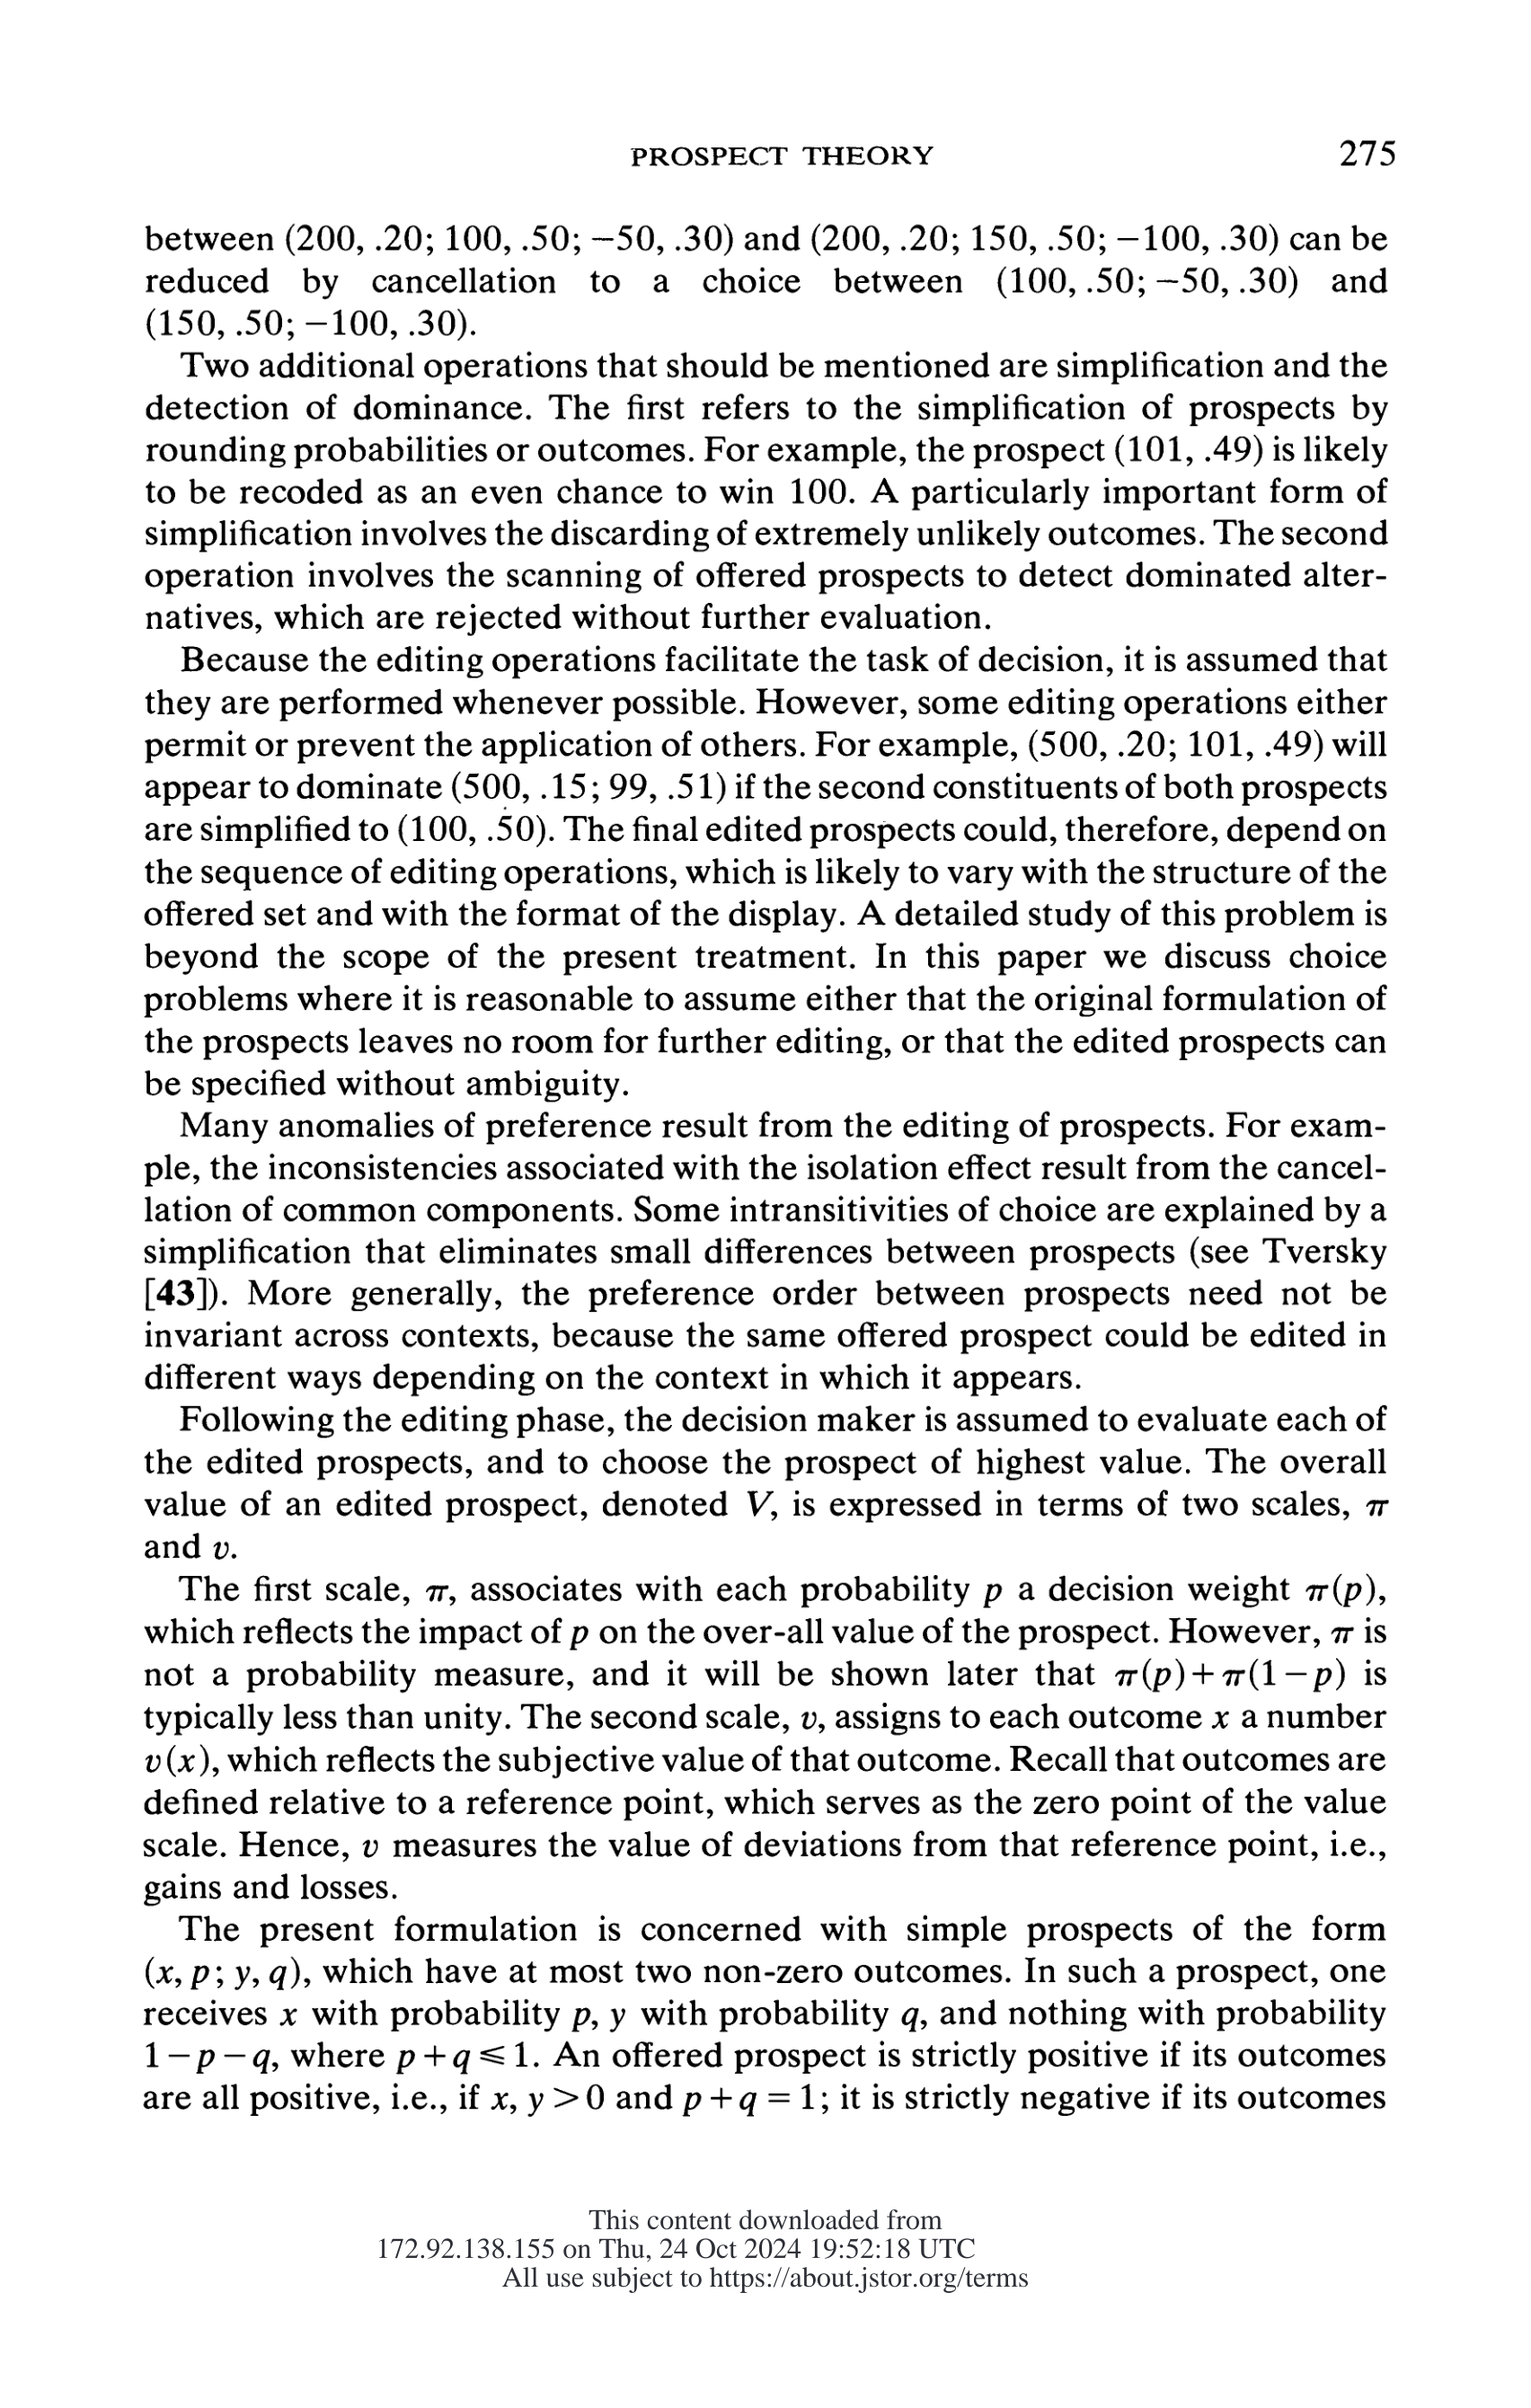 PROSPECT THEORY 275
between (200, .20; 100, .50; −50, .30) and (200, .20; 150, .50; −100, .30) can be
reduced by cancellation to a choice between (100, .50; −50, .30) and
(150, .50; −100, .30).
Two additional operations that should be mentioned are simplification and the
detection of dominance. The first refers to the simplification of prospects by
rounding probabilities or outcomes. For example, the prospect (101, .49) is likely
to be recoded as an even chance to win 100. A particularly important form of
simplification involves the discarding of extremely unlikely outcomes. The second
operation involves the scanning of offered prospects to detect dominated alter-
natives, which are rejected without further evaluation.
Because the editing operations facilitate the task of decision, it is assumed that
they are performed whenever possible. However, some editing operations either
permit or prevent the application of others. For example, (500, .20; 101, .49) will
appear to dominate (500, .15; 99, .51) if the second constituents of both prospects
are simplified to (100, .50). The final edited prospects could, therefore, depend on
the sequence of editing operations, which is likely to vary with the structure of the
offered set and with the format of the display. A detailed study of this problem is
beyond the scope of the present treatment. In this paper we discuss choice
problems where it is reasonable to assume either that the original formulation of
the prospects leaves no room for further editing, or that the edited prospects can
be specified without ambiguity.
Many anomalies of preference result from the editing of prospects. For exam-
ple, the inconsistencies associated with the isolation effect result from the cancel-
lation of common components. Some intransitivities of choice are explained by a
simplification that eliminates small differences between prospects (see Tversky
[43]). More generally, the preference order between prospects need not be
invariant across contexts, because the same offered prospect could be edited in
different ways depending on the context in which it appears.
Following the editing phase, the decision maker is assumed to evaluate each of
the edited prospects, and to choose the prospect of highest value. The overall
value of an edited prospect, denoted V, is expressed in terms of two scales, π
and v.
The first scale, π, associates with each probability p a decision weight π(p),
which reflects the impact of p on the over-all value of the prospect. However, π is
not a probability measure, and it will be shown later that π(p)+π(1−p) is
typically less than unity. The second scale, v, assigns to each outcome x a number
v(x), which reflects the subjective value of that outcome. Recall that outcomes are
defined relative to a reference point, which serves as the zero point of the value
scale. Hence, v measures the value of deviations from that reference point, i.e.,
gains and losses.
The present formulation is concerned with simple prospects of the form
(x, p; y, q), which have at most two non-zero outcomes. In such a prospect, one
receives x with probability p, y with probability q, and nothing with probability
1−p−q, where p+q⩽1. An offered prospect is strictly positive if its outcomes
are all positive, i.e., if x, y>0 and p+q=1; it is strictly negative if its outcomes
This content downloaded from
172.92.138.155 on Thu, 24 Oct 2024 19:52:18 UTC
All use subject to https://about.jstor.org/terms